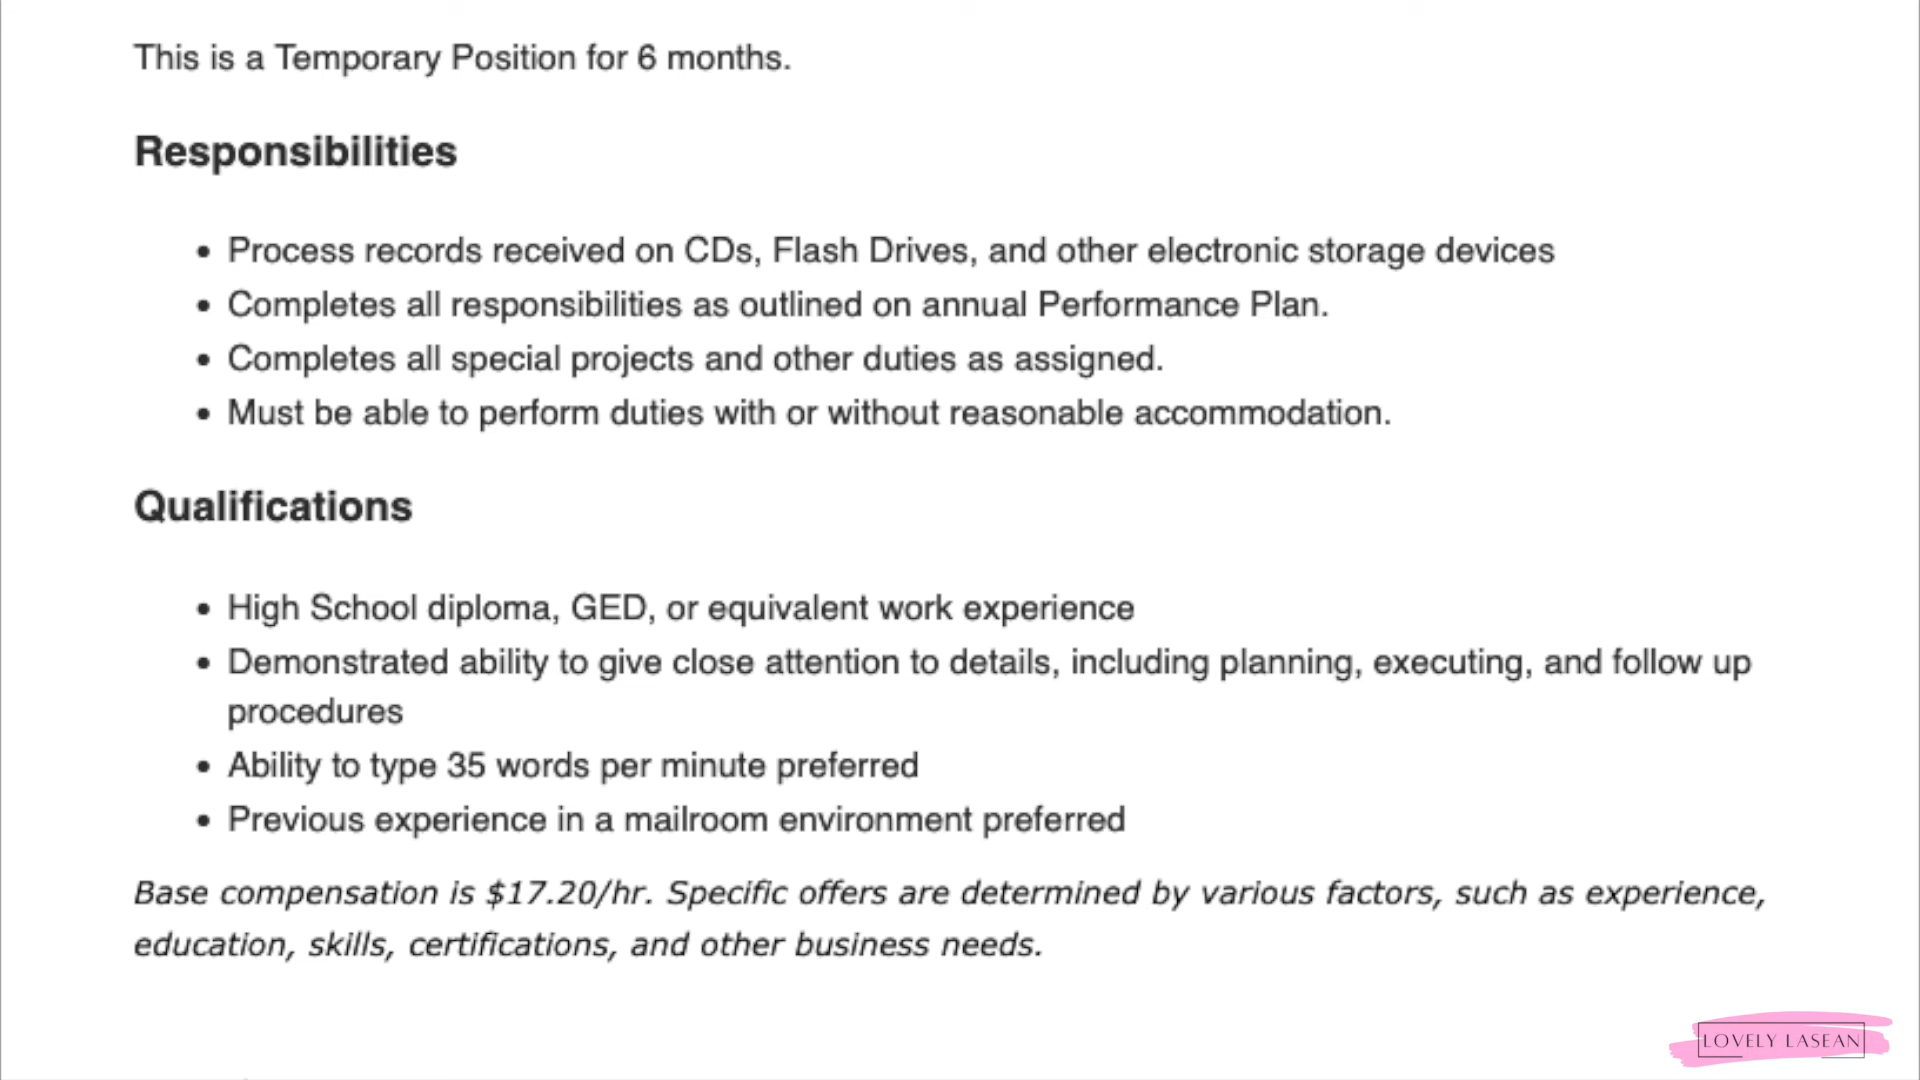 This is a Temporary Position for 6 months.
Responsibilities
• Process records received on CDs, Flash Drives, and other electronic storage devices
• Completes all responsibilities as outlined on annual Performance Plan.
• Completes all special projects and other duties as assigned.
• Must be able to perform duties with or without reasonable accommodation.
Qualifications
• High School diploma, GED, or equivalent work experience
• Demonstrated ability to give close attention to details, including planning, executing, and follow up
procedures
• Ability to type 35 words per minute preferred
• Previous experience in a mailroom environment preferred
Base compensation is $17.20/hr. Specific offers are determined by various factors, such as experience,
education, skills, certifications, and other business needs.
LOVELY LASEAN